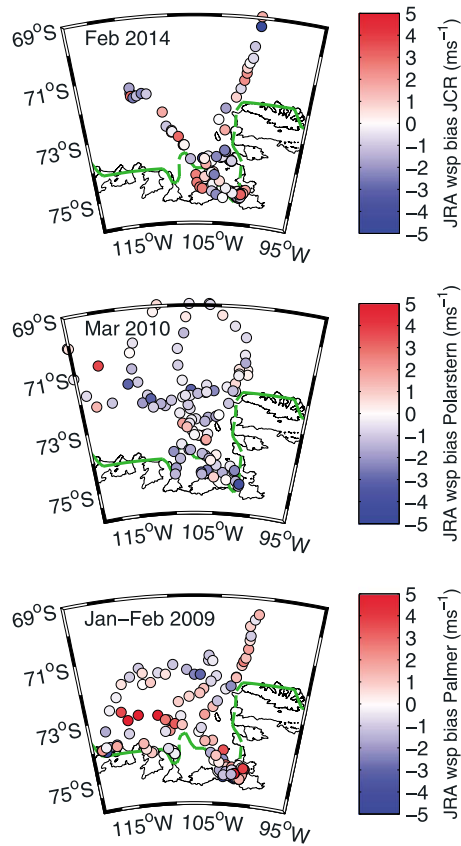 Feb 2014
69°S
71°S
73°S
75°S
115°W 105°W 95°W
5
4
3
2
1
0
−1
−2
−3
−4
−5
JRA wsp bias JCR (ms⁻¹)
Mar 2010
69°S
71°S
73°S
75°S
115°W 105°W 95°W
5
4
3
2
1
0
−1
−2
−3
−4
−5
JRA wsp bias Polarstern (ms⁻¹)
Jan−Feb 2009
69°S
71°S
73°S
75°S
115°W 105°W 95°W
5
4
3
2
1
0
−1
−2
−3
−4
−5
JRA wsp bias Palmer (ms⁻¹)